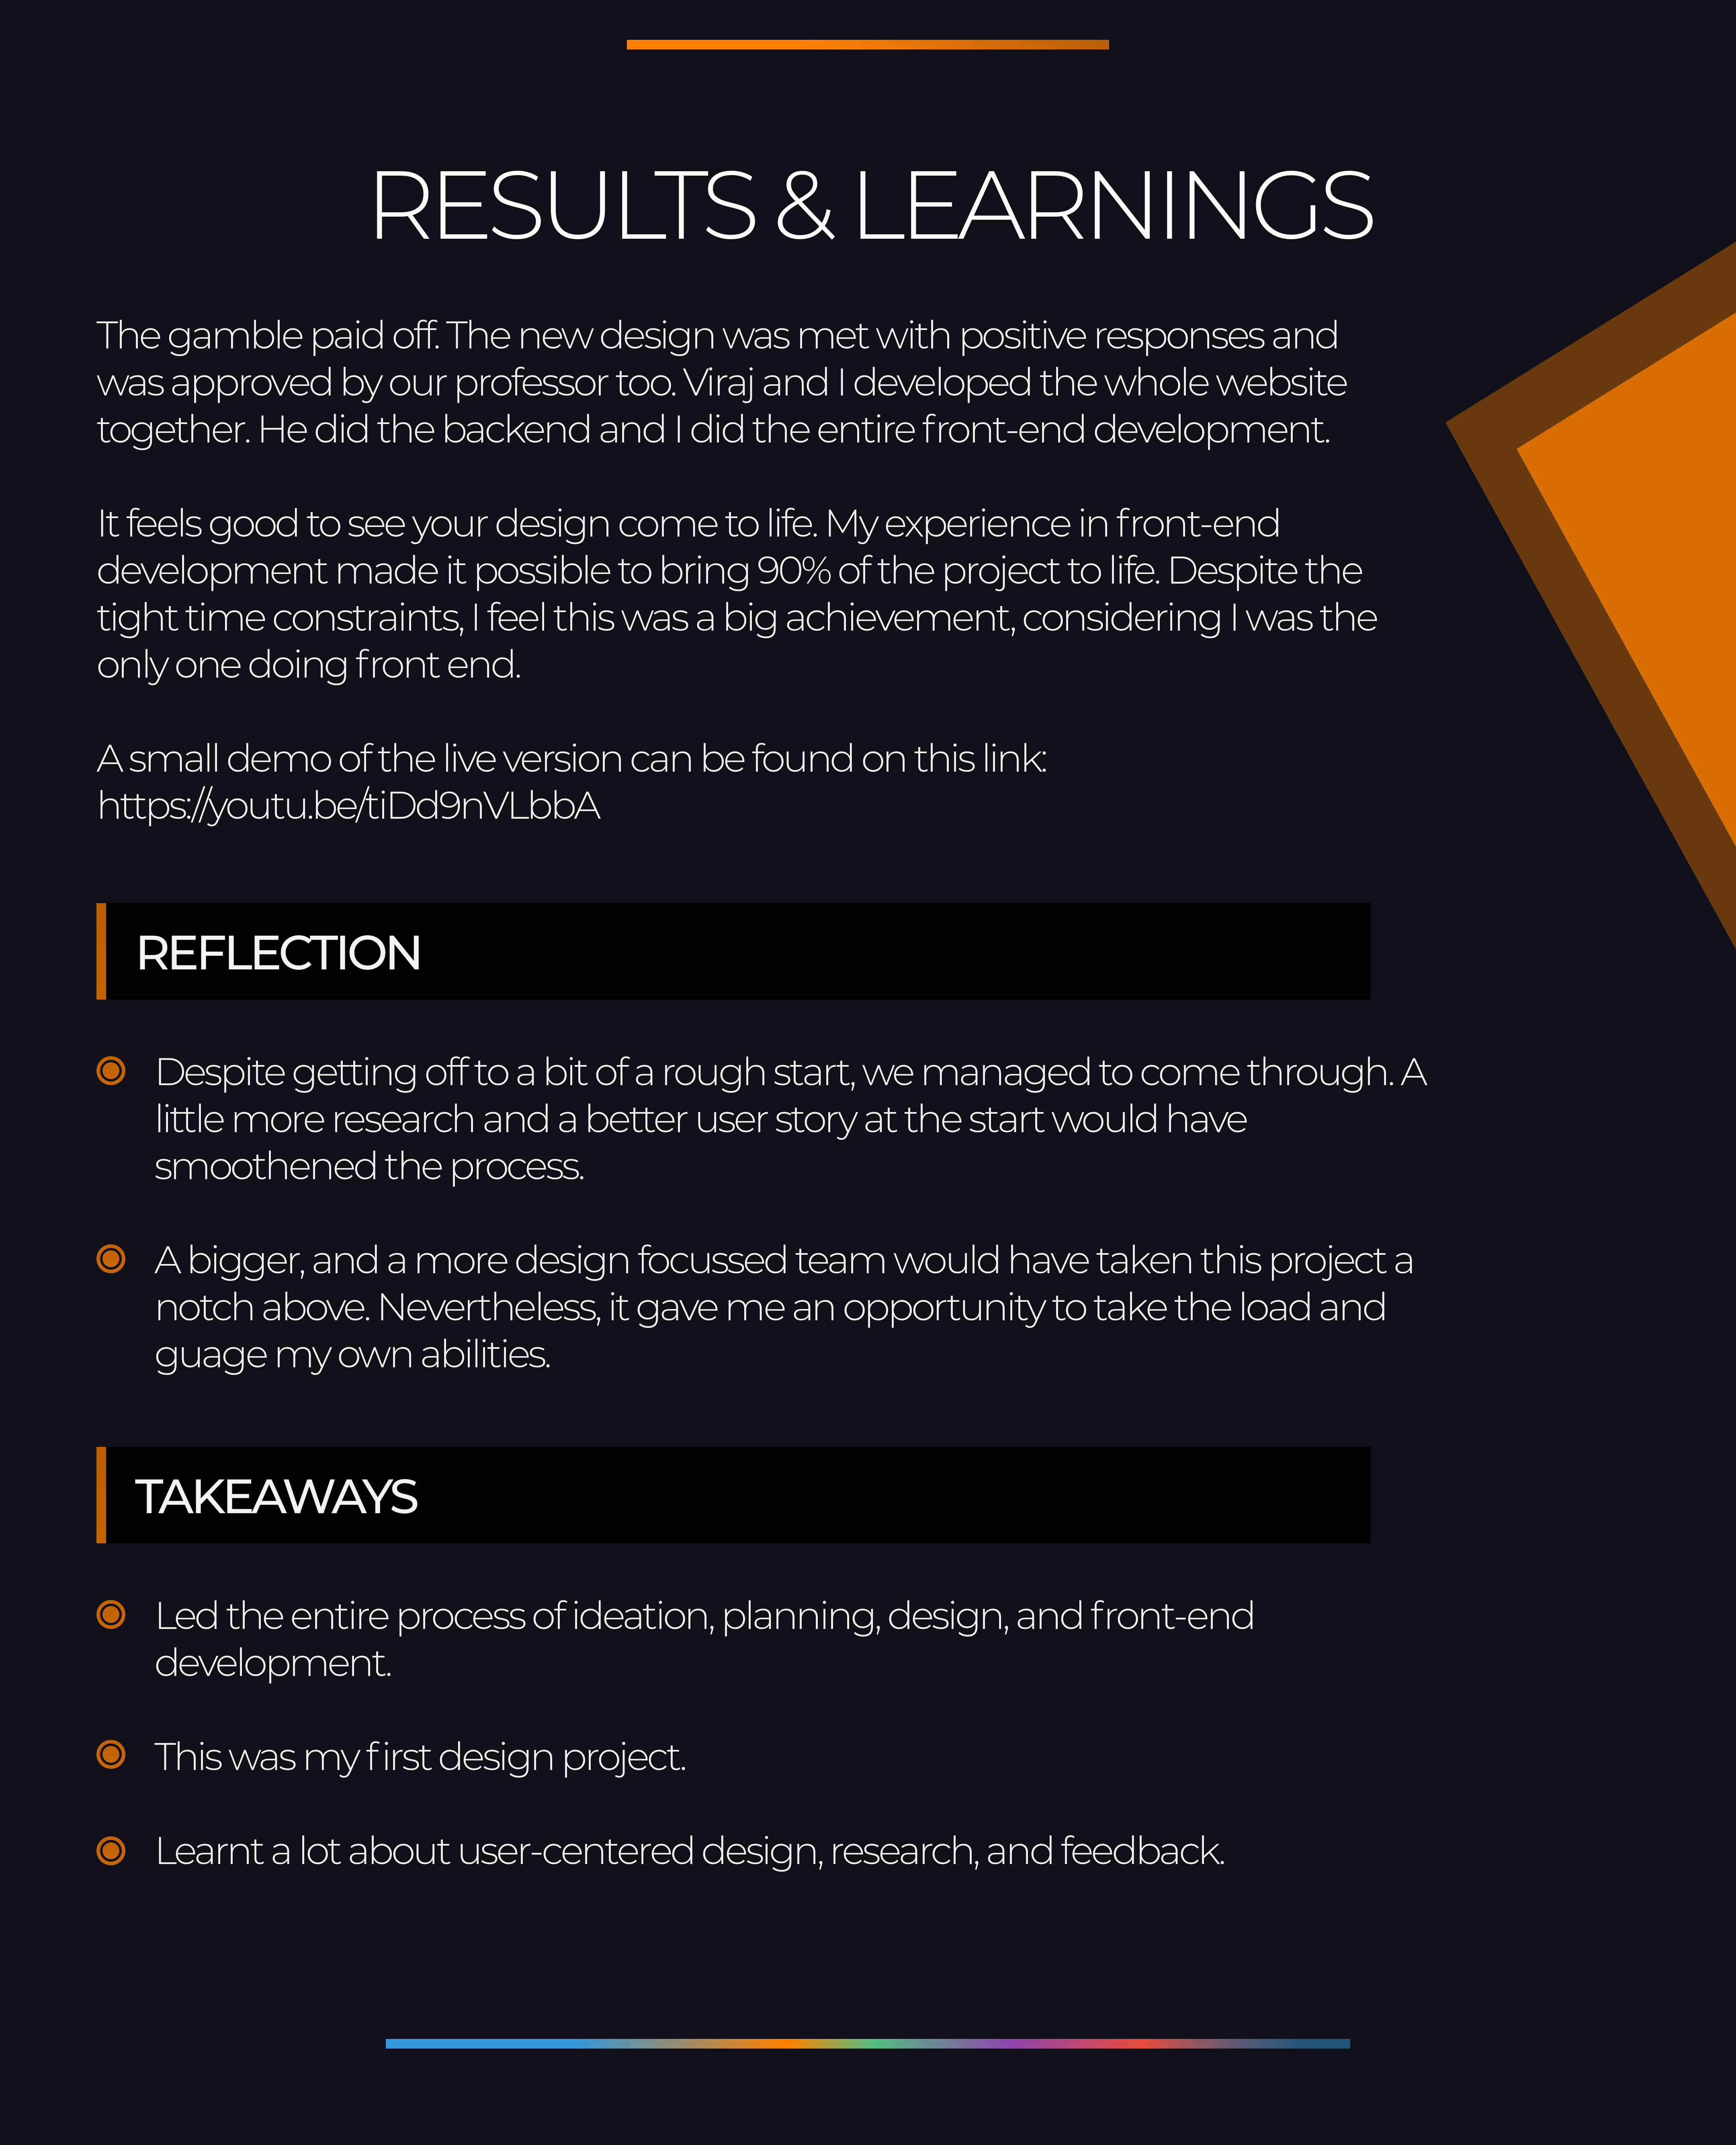 RESULTS & LEARNINGS
The gamble paid off. The new design was met with positive responses and
was approved by our professor too. Viraj and I developed the whole website
together. He did the backend and I did the entire front-end development.
It feels good to see your design come to life. My experience in front-end
development made it possible to bring 90% of the project to life. Despite the
tight time constraints, I feel this was a big achievement, considering I was the
only one doing front end.
A small demo of the live version can be found on this link:
https://youtu.be/tiDd9nVLbbA
REFLECTION
Despite getting off to a bit of a rough start, we managed to come through. A
little more research and a better user story at the start would have
smoothened the process.
A bigger, and a more design focussed team would have taken this project a
notch above. Nevertheless, it gave me an opportunity to take the load and
guage my own abilities.
TAKEAWAYS
Led the entire process of ideation, planning, design, and front-end
development.
This was my first design project.
Learnt a lot about user-centered design, research, and feedback.